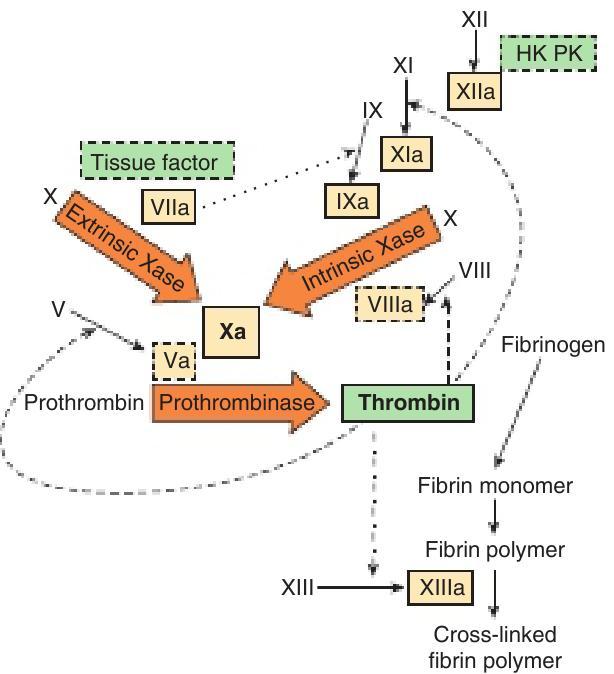 XII
HK PK
XI
XIIa
IX
Tissue factor
XIa
X
VIIa
IXa
X
Extrinsic Xase
Intrinsic Xase
VIII
VIIIa
V
Xa
Fibrinogen
Va
Prothrombin
Prothrombinase
Thrombin
Fibrin monomer
Fibrin polymer
XIII
XIIIa
Cross-linked
fibrin polymer